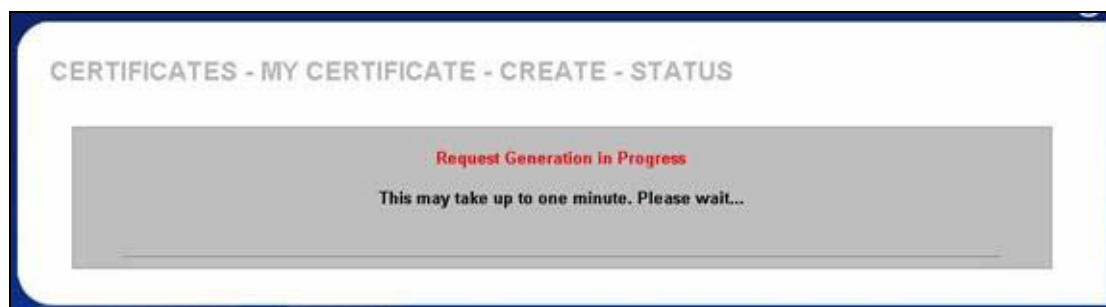 CERTIFICATES - MY CERTIFICATE - CREATE - STATUS
Request Generation in Progress
This may take up to one minute. Please wait...